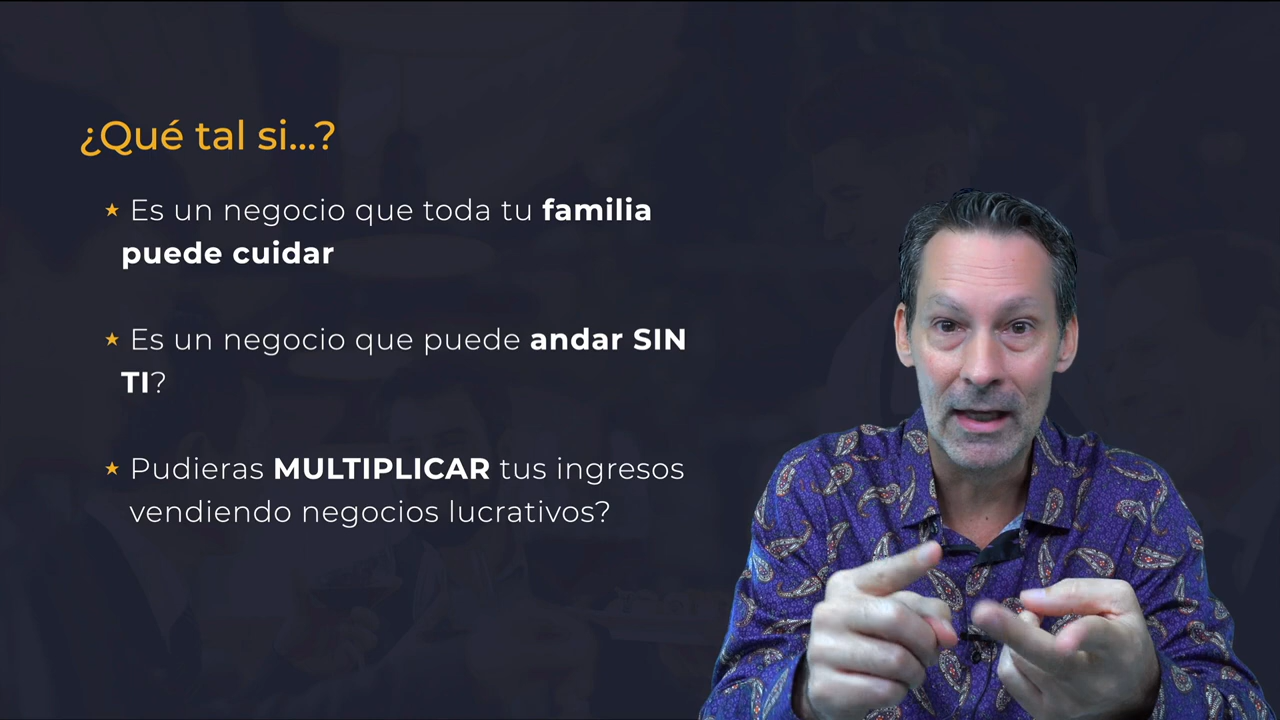 ¿Qué tal si...?
★ Es un negocio que toda tu familia
puede cuidar
★ Es un negocio que puede andar SIN
TI?
★ Pudieras MULTIPLICAR tus ingresos
vendiendo negocios lucrativos?